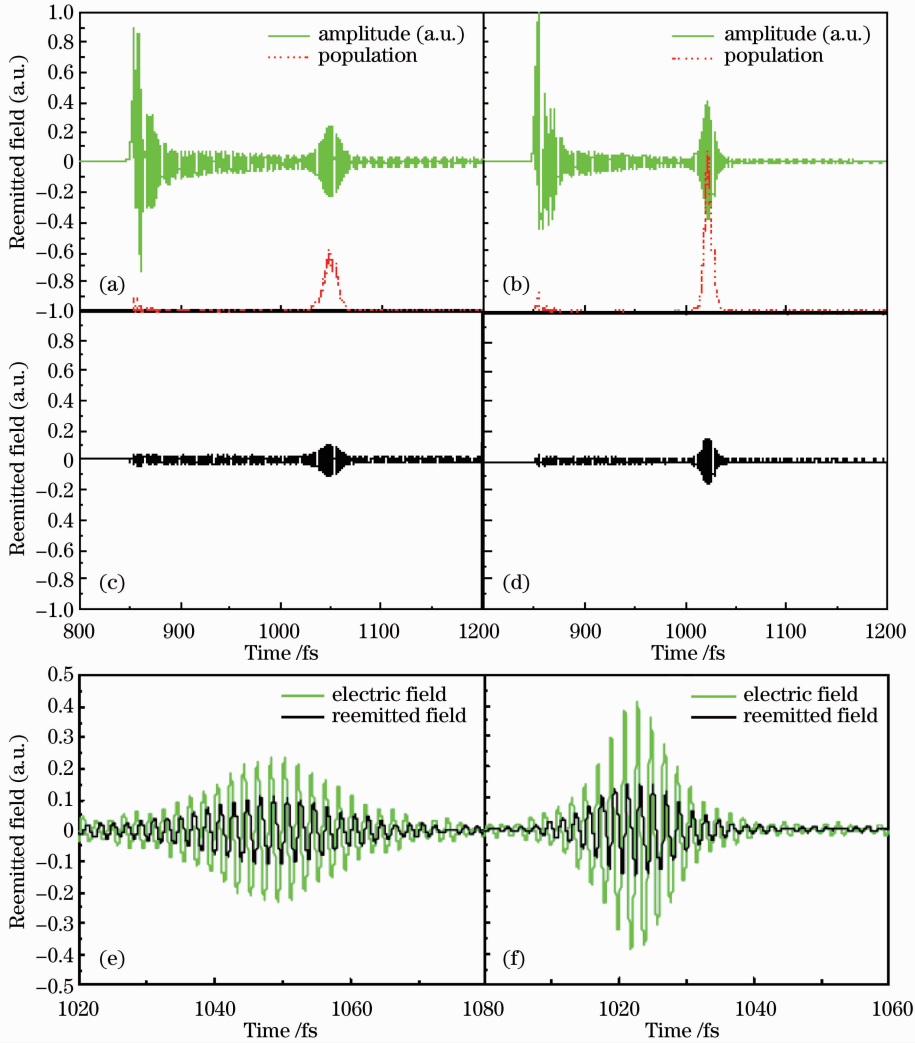 1.0
0.8
0.6
0.4
0.2
0
−0.2
−0.4
−0.6
−0.8
−1.0
Reemitted field (a.u.)
amplitude (a.u.)
population
(a)
amplitude (a.u.)
population
(b)
0.8
0.6
0.4
0.2
0
−0.2
−0.4
−0.6
−0.8
−1.0
Reemitted field (a.u.)
(c)
(d)
800 900 1000 1100 1200 900 1000 1100 1200
Time /fs Time /fs
0.5
0.4
0.3
0.2
0.1
0
−0.1
−0.2
−0.3
−0.4
−0.5
Reemitted field (a.u.)
electric field
reemitted field
(e)
electric field
reemitted field
(f)
1020 1040 1060 1080 1020 1040 1060
Time /fs Time /fs